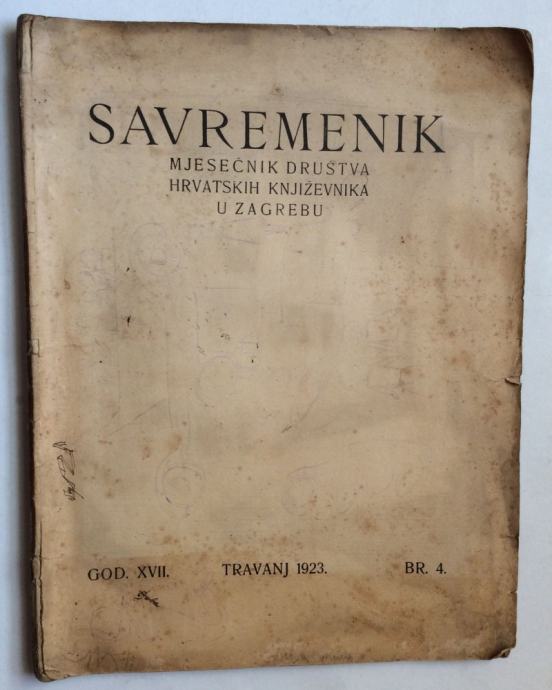 SAVREMENIK
MJESEČNIK DRUŠTVA
HRVATSKIH KNJIŽEVNIKA
U ZAGREBU
GOD. XVII. TRAVANJ 1923. BR. 4.